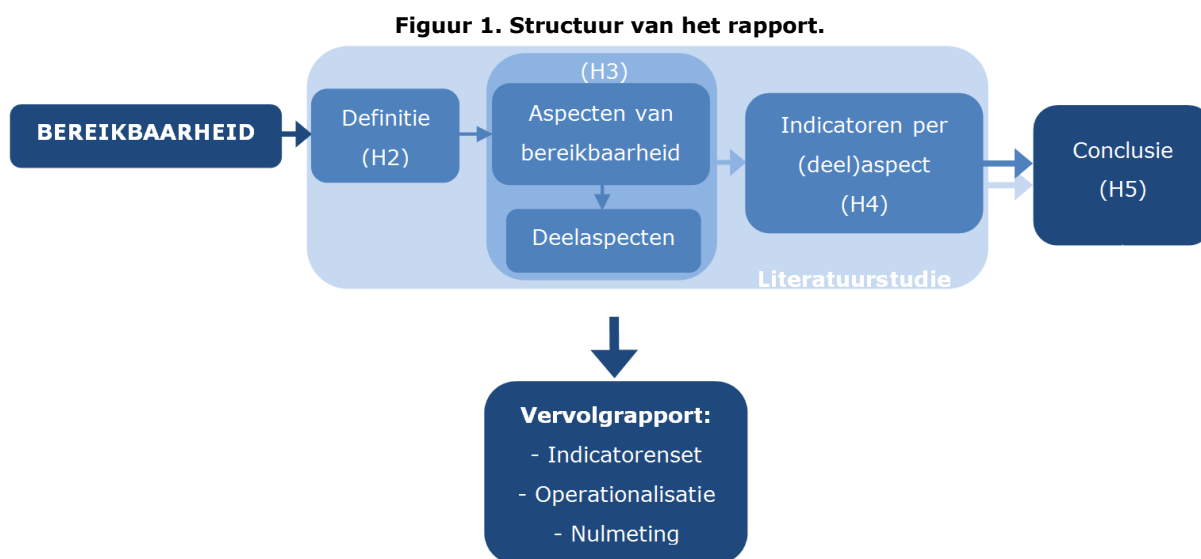 Figuur 1. Structuur van het rapport.
BEREIKBAARHEID
Definitie
(H2)
(H3)
Aspecten van
bereikbaarheid
Deelaspecten
Indicatoren per
(deel)aspect
(H4)
Literatuurstudie
Conclusie
(H5)
Vervolgrapport:
- Indicatorenset
- Operationalisatie
- Nulmeting